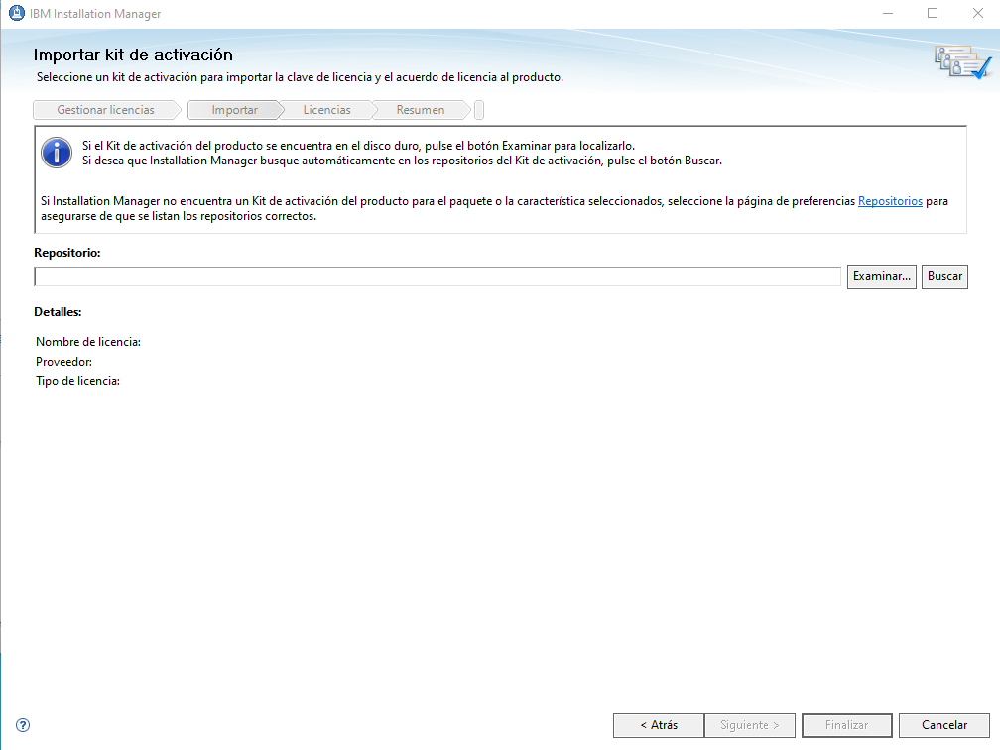 IBM Installation Manager
Importar kit de activación
Seleccione un kit de activación para importar la clave de licencia y el acuerdo de licencia al producto.
Gestionar licencias Importar Licencias Resumen
Si el Kit de activación del producto se encuentra en el disco duro, pulse el botón Examinar para localizarlo.
Si desea que Installation Manager busque automáticamente en los repositorios del Kit de activación, pulse el botón Buscar.
Si Installation Manager no encuentra un Kit de activación del producto para el paquete o la característica seleccionados, seleccione la página de preferencias Repositorios para
asegurarse de que se listan los repositorios correctos.
Repositorio:
Examinar... Buscar
Detalles:
Nombre de licencia:
Proveedor:
Tipo de licencia:
? < Atrás Siguiente > Finalizar Cancelar